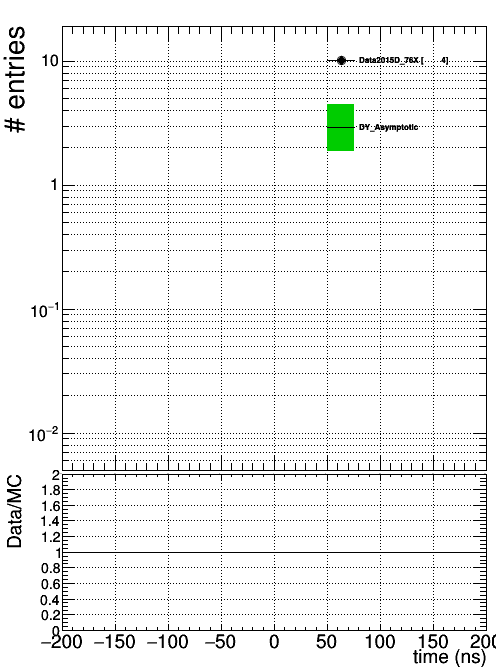 # entries
10
Data2015D_76X [ 4]
DY_Asymptotic
1
10⁻¹
10⁻²
Data/MC
2
1.8
1.6
1.4
1.2
1
0.8
0.6
0.4
0.2
0
−200 −150 −100 −50 0 50 100 150 200
time (ns)